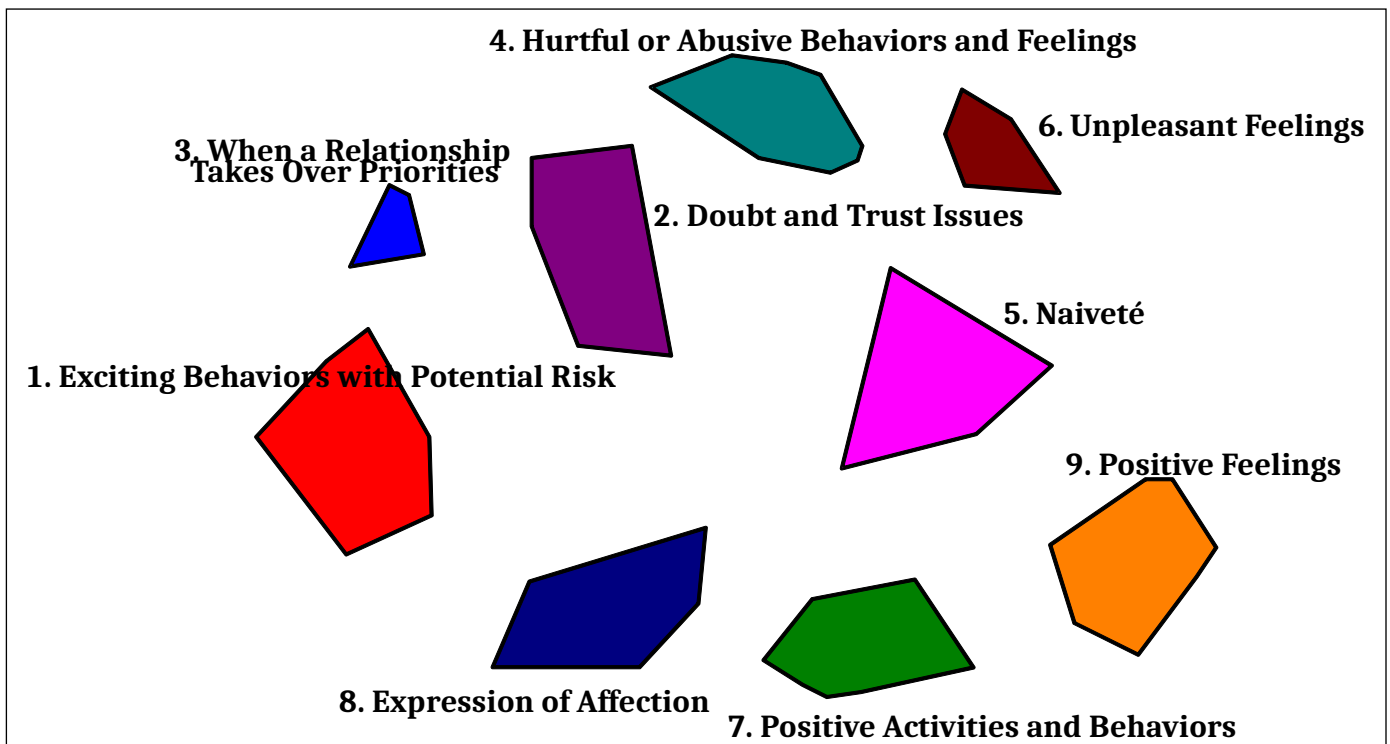 4. Hurtful or Abusive Behaviors and Feelings
6. Unpleasant Feelings
3. When a Relationship
Takes Over Priorities
2. Doubt and Trust Issues
5. Naiveté
1. Exciting Behaviors with Potential Risk
9. Positive Feelings
8. Expression of Affection
7. Positive Activities and Behaviors